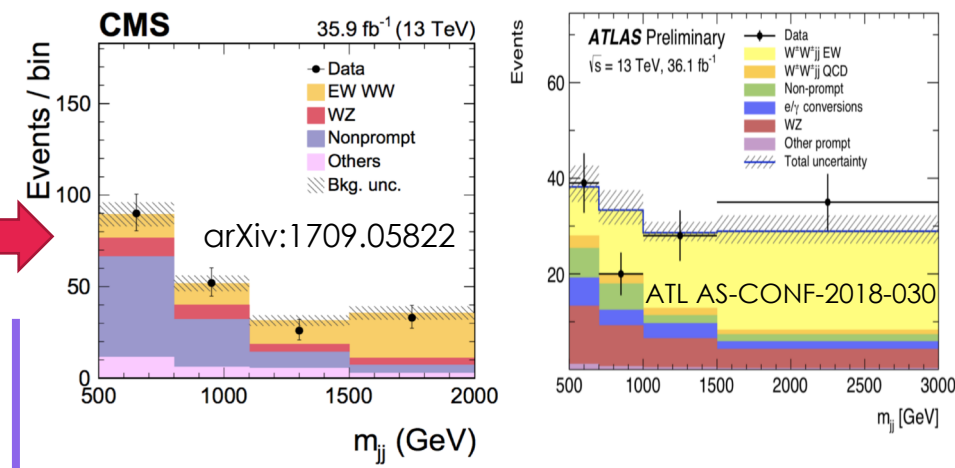 CMS
35.9 fb⁻¹ (13 TeV)
Events / bin
150
100
50
0
Data
EW WW
WZ
Nonprompt
Others
Bkg. unc.
arXiv:1709.05822
500
1000
1500
2000
m_jj (GeV)
Events
60
40
20
ATLAS Preliminary
√s = 13 TeV, 36.1 fb⁻¹
Data
W±W±jj EW
W±W±jj QCD
Non-prompt
e/γ conversions
WZ
Other prompt
Total uncertainty
ATL AS-CONF-2018-030
500
1000
1500
2000
2500
3000
m_jj [GeV]